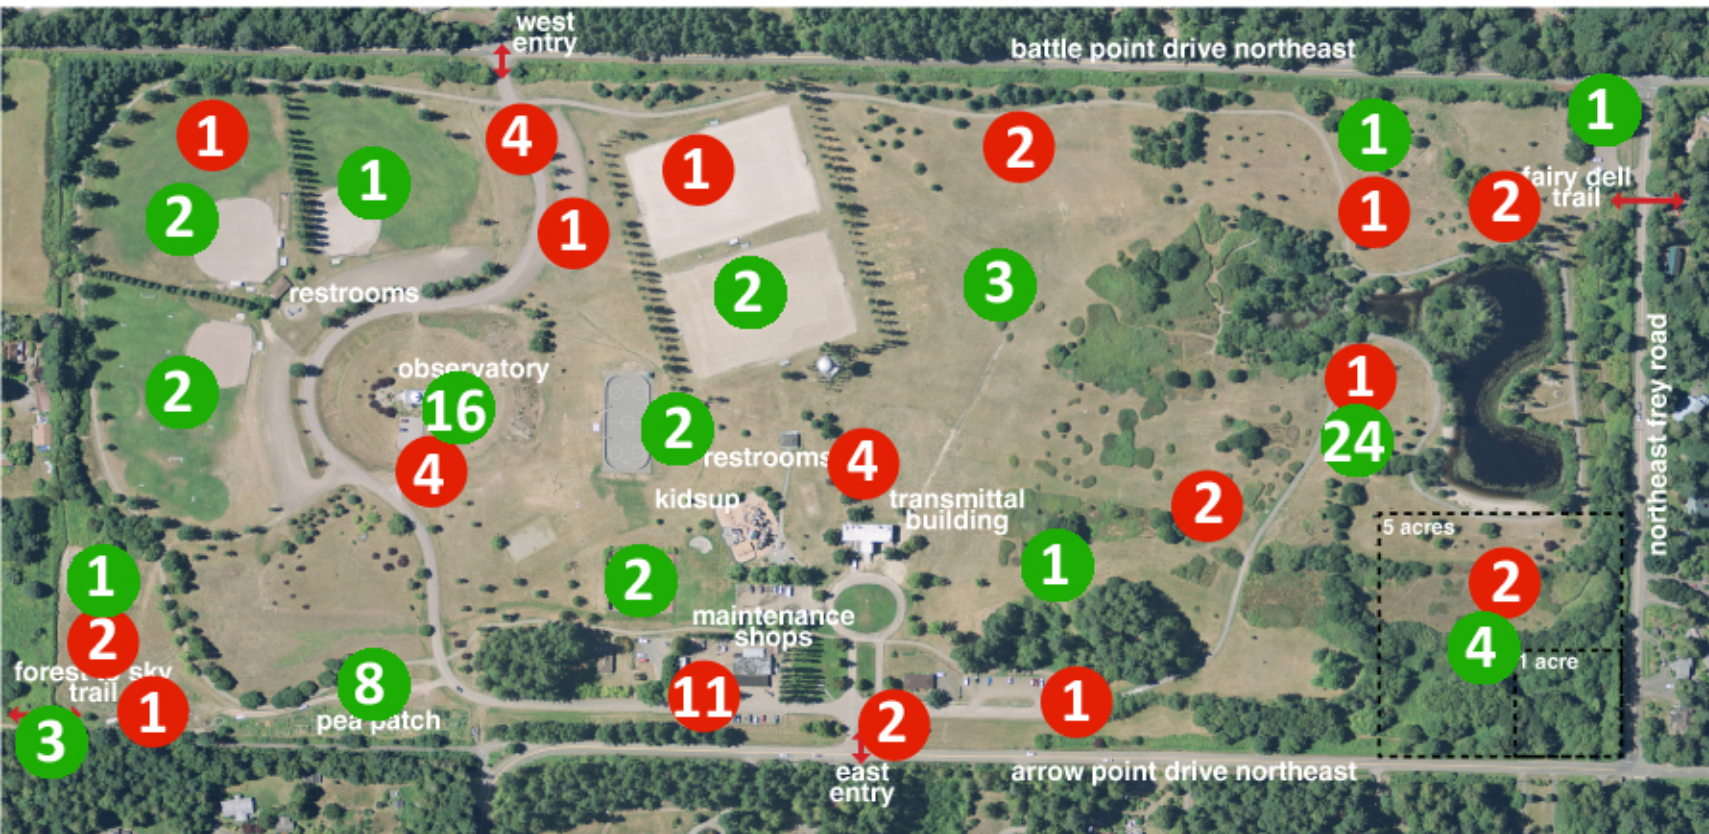 west
entry
battle point drive northeast
1
4
1
2
1
1
1
2
1
1
2
fairy dell
trail
2
1
restrooms
2
3
northeast frey road
observatory
16
2
4
2
restrooms
4
1
24
kidsup
transmittal
building
2
5 acres
1
2
1
2
4
1 acre
maintenance
shops
2
forest to sky
trail
1
3
8
pea patch
11
2
1
east
entry
arrow point drive northeast